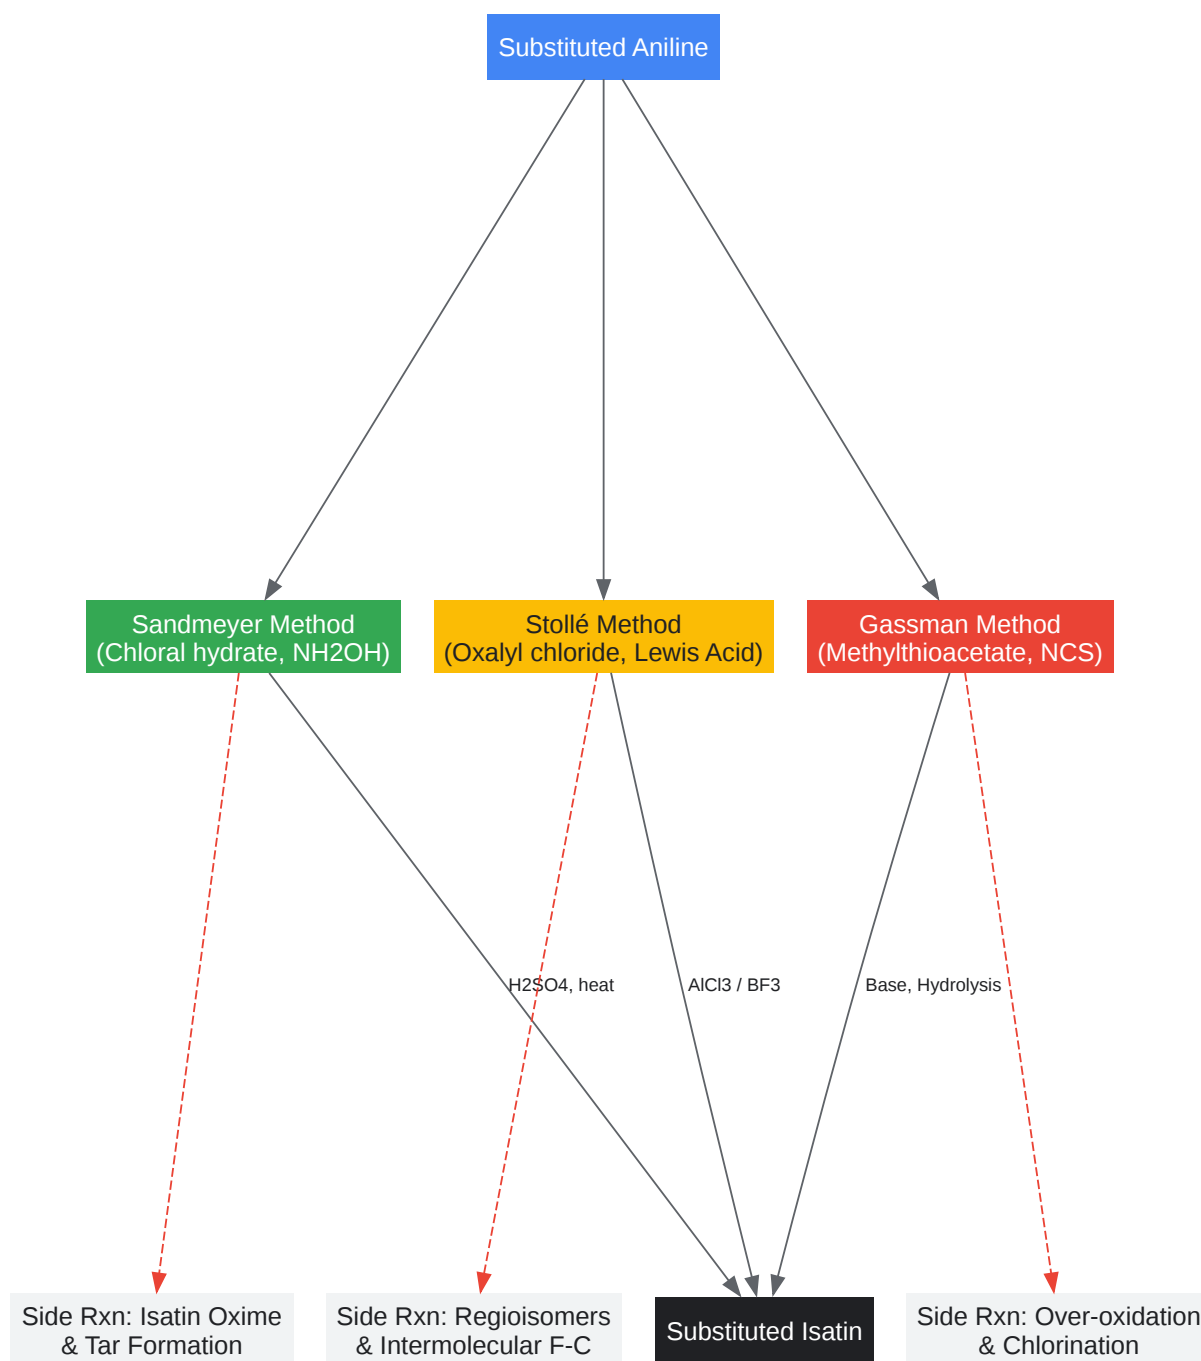 Substituted Aniline
Sandmeyer Method
(Chloral hydrate, NH2OH)
Stollé Method
(Oxalyl chloride, Lewis Acid)
Gassman Method
(Methylthioacetate, NCS)
H2SO4, heat
AlCl3 / BF3
Base, Hydrolysis
Side Rxn: Isatin Oxime
& Tar Formation
Side Rxn: Regioisomers
& Intermolecular F-C
Substituted Isatin
Side Rxn: Over-oxidation
& Chlorination